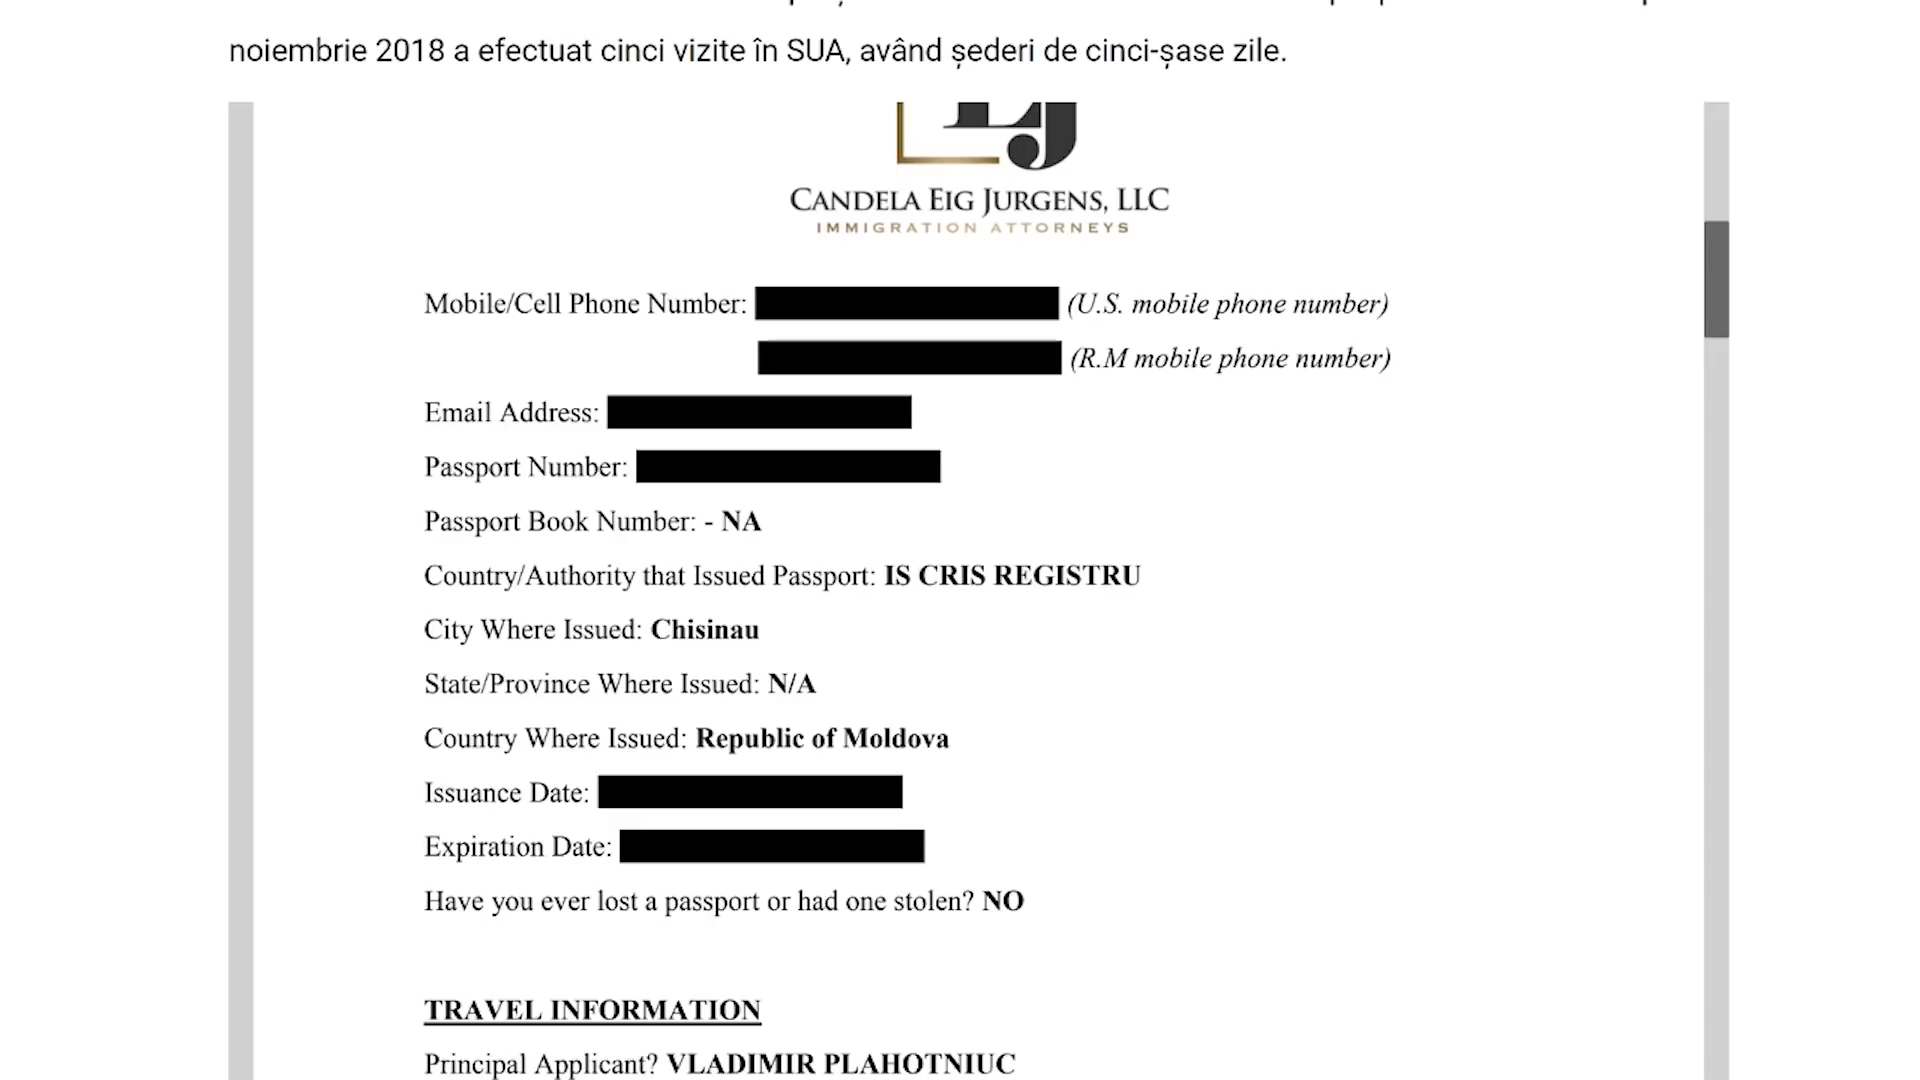 noiembrie 2018 a efectuat cinci vizite în SUA, având șederi de cinci-șase zile.
CANDELA EIG JURGENS, LLC
IMMIGRATION ATTORNEYS
Mobile/Cell Phone Number: (U.S. mobile phone number)
(R.M mobile phone number)
Email Address:
Passport Number:
Passport Book Number: - NA
Country/Authority that Issued Passport: IS CRIS REGISTRU
City Where Issued: Chisinau
State/Province Where Issued: N/A
Country Where Issued: Republic of Moldova
Issuance Date:
Expiration Date:
Have you ever lost a passport or had one stolen? NO
TRAVEL INFORMATION
Principal Applicant? VLADIMIR PLAHOTNIUC